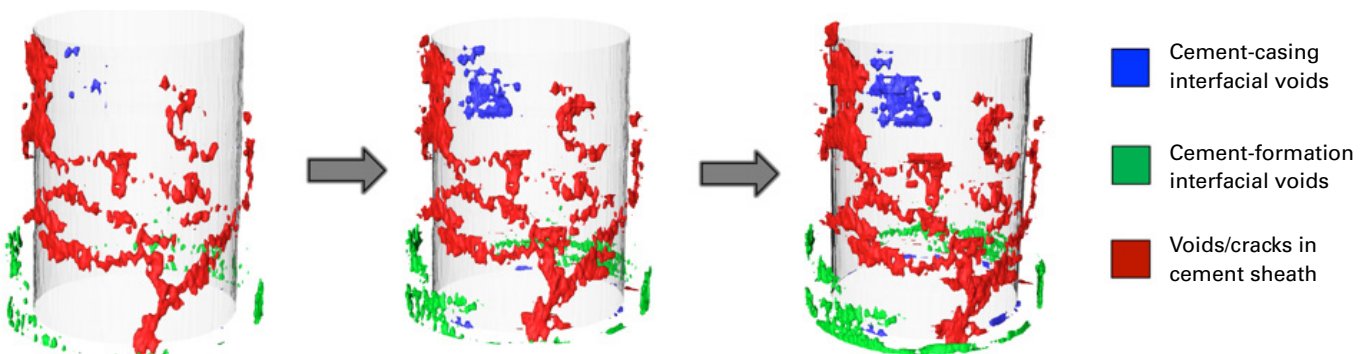 Cement-casing
interfacial voids
Cement-formation
interfacial voids
Voids/cracks in
cement sheath